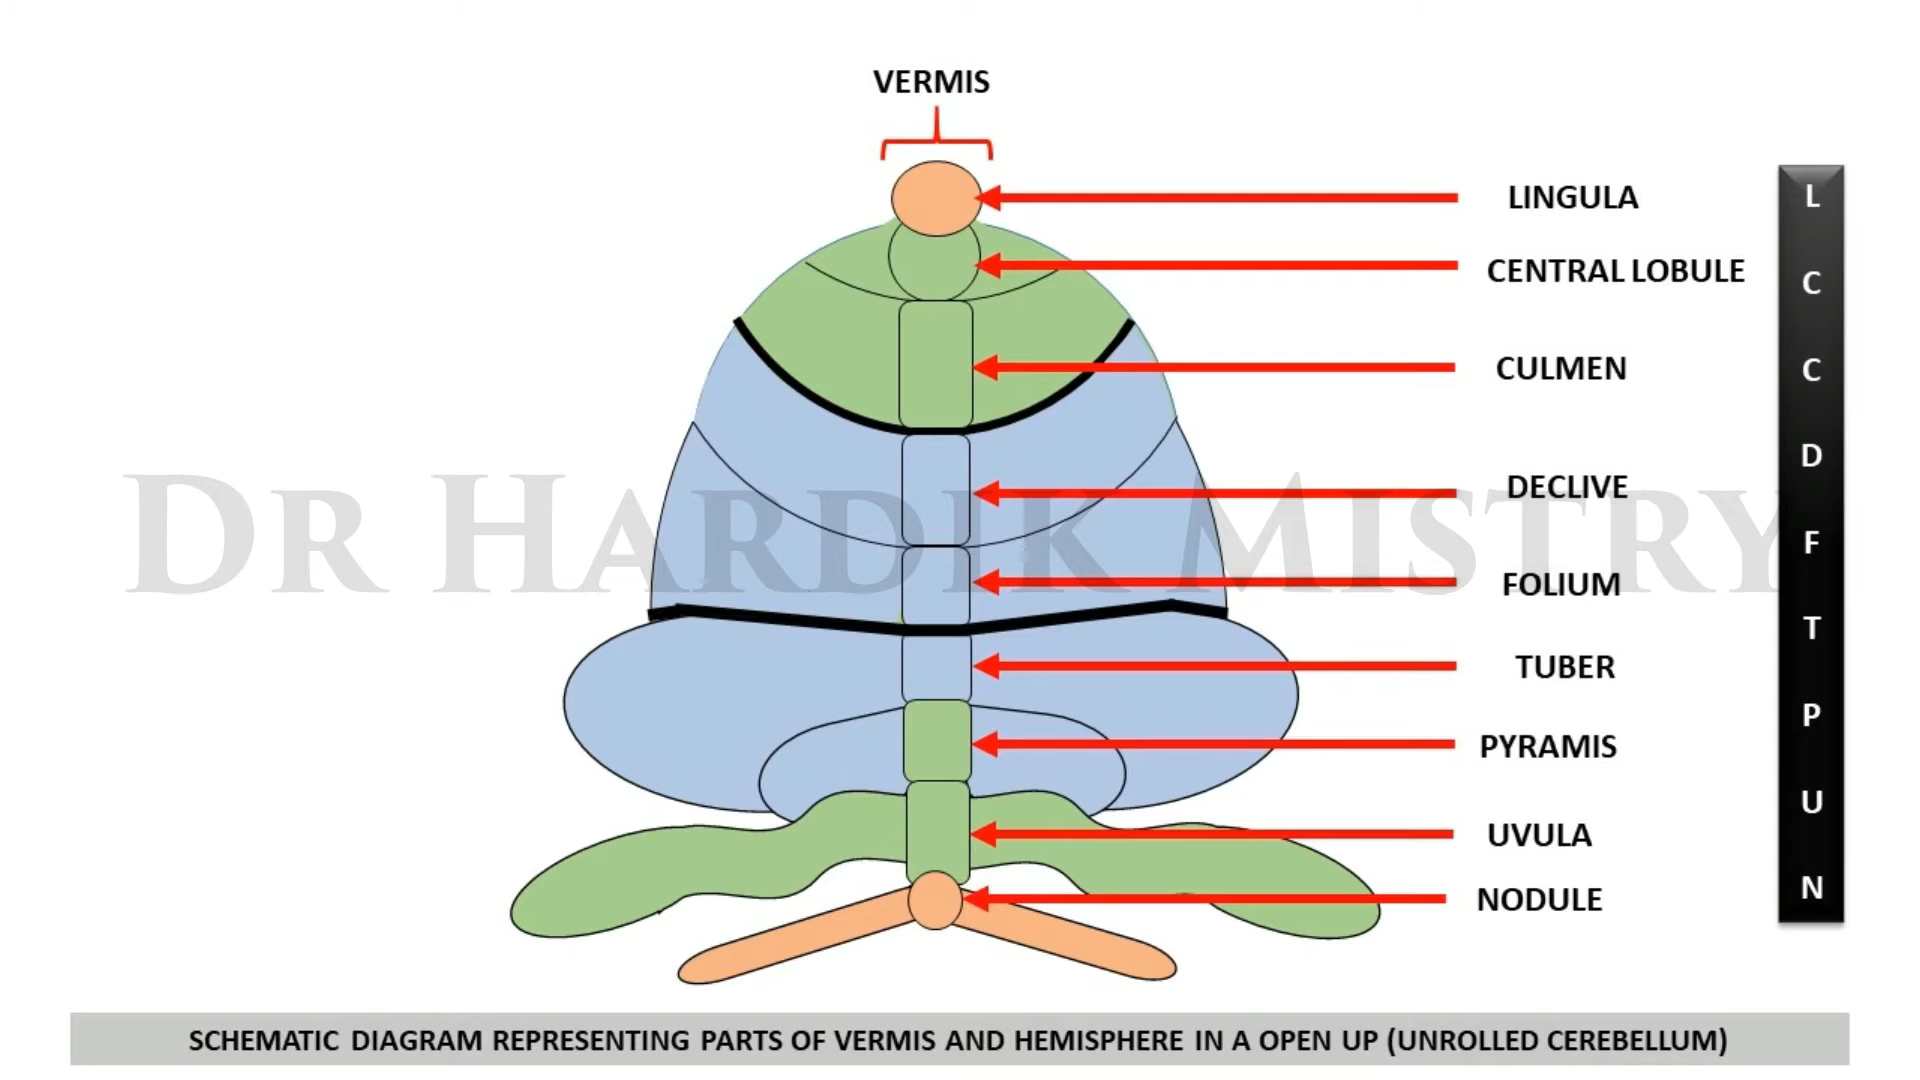 VERMIS
LINGULA
CENTRAL LOBULE
CULMEN
DECLIVE
FOLIUM
TUBER
PYRAMIS
UVULA
NODULE
L
C
C
D
F
T
P
U
N
DR HARDIK MISTRY
SCHEMATIC DIAGRAM REPRESENTING PARTS OF VERMIS AND HEMISPHERE IN A OPEN UP (UNROLLED CEREBELLUM)